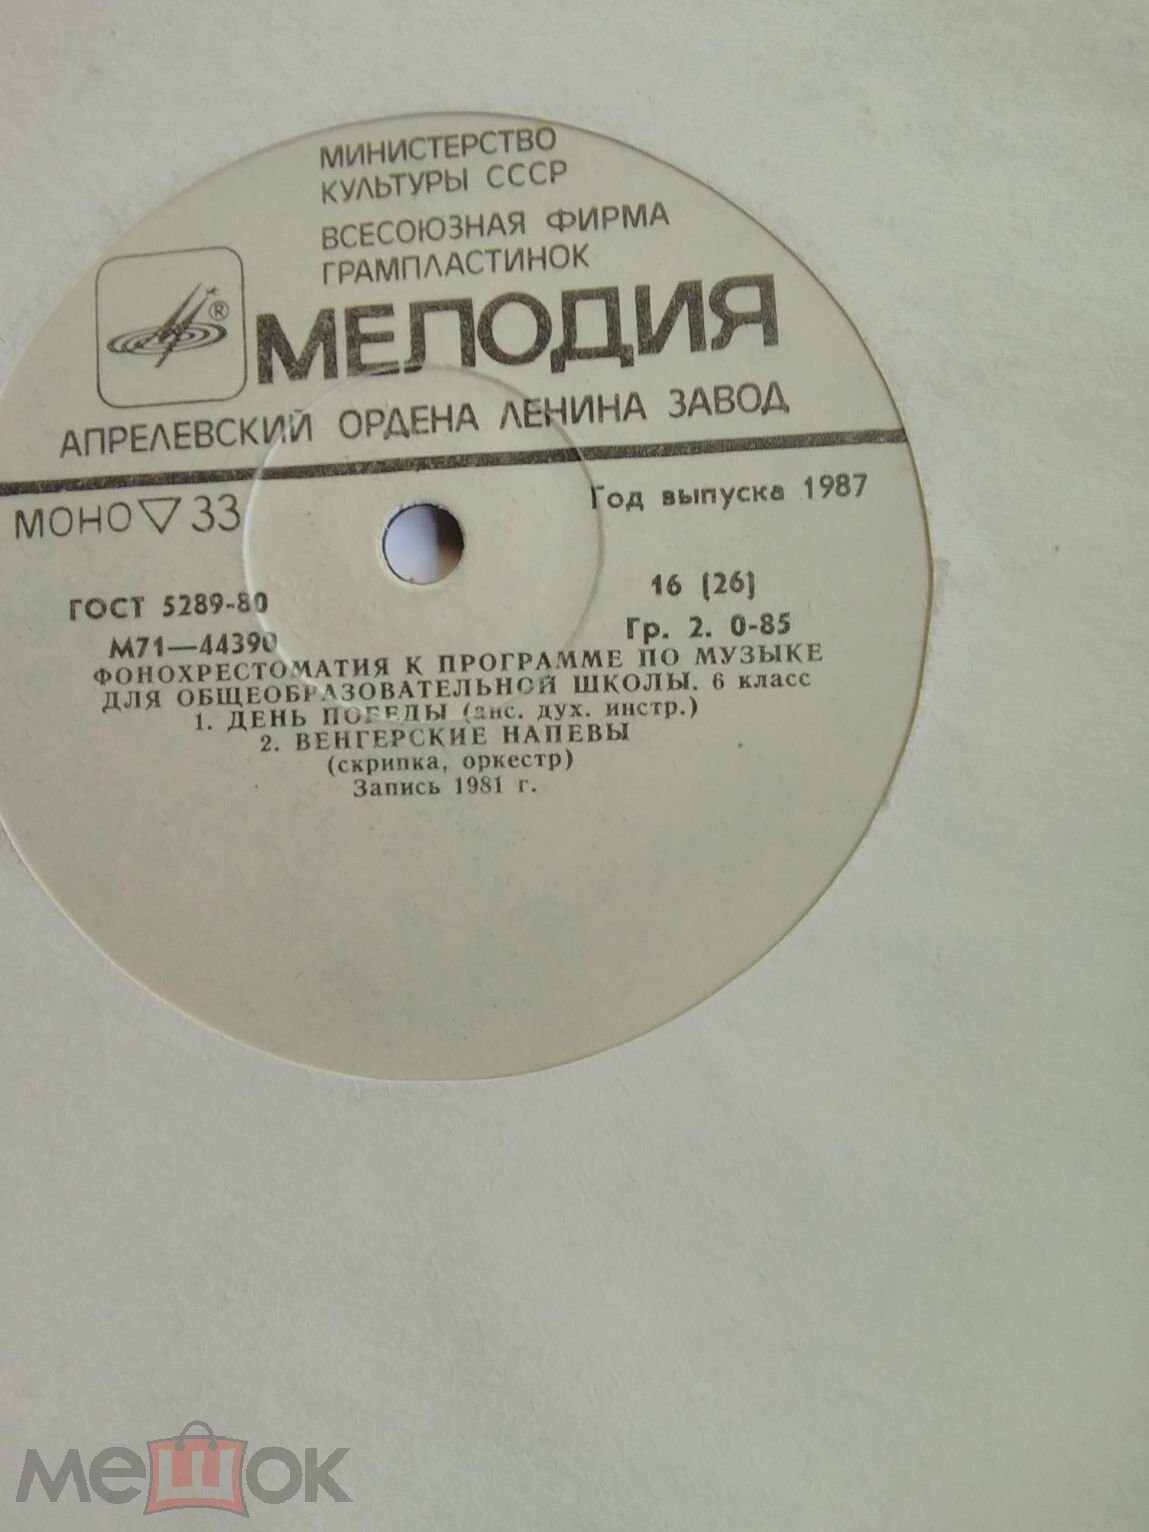 МИНИСТЕРСТВО
КУЛЬТУРЫ СССР
ВСЕСОЮЗНАЯ ФИРМА
ГРАМПЛАСТИНОК
®
МЕЛОДИЯ
АПРЕЛЕВСКИЙ ОРДЕНА ЛЕНИНА ЗАВОД
МОНО ▽ 33
Год выпуска 1987
ГОСТ 5289-80
16 (26)
М71—44390
Гр. 2. 0-85
ФОНОХРЕСТОМАТИЯ К ПРОГРАММЕ ПО МУЗЫКЕ
ДЛЯ ОБЩЕОБРАЗОВАТЕЛЬНОЙ ШКОЛЫ. 6 класс
1. ДЕНЬ ПОБЕДЫ (анс. дух. инстр.)
2. ВЕНГЕРСКИЕ НАПЕВЫ
(скрипка, оркестр)
Запись 1981 г.
мешок